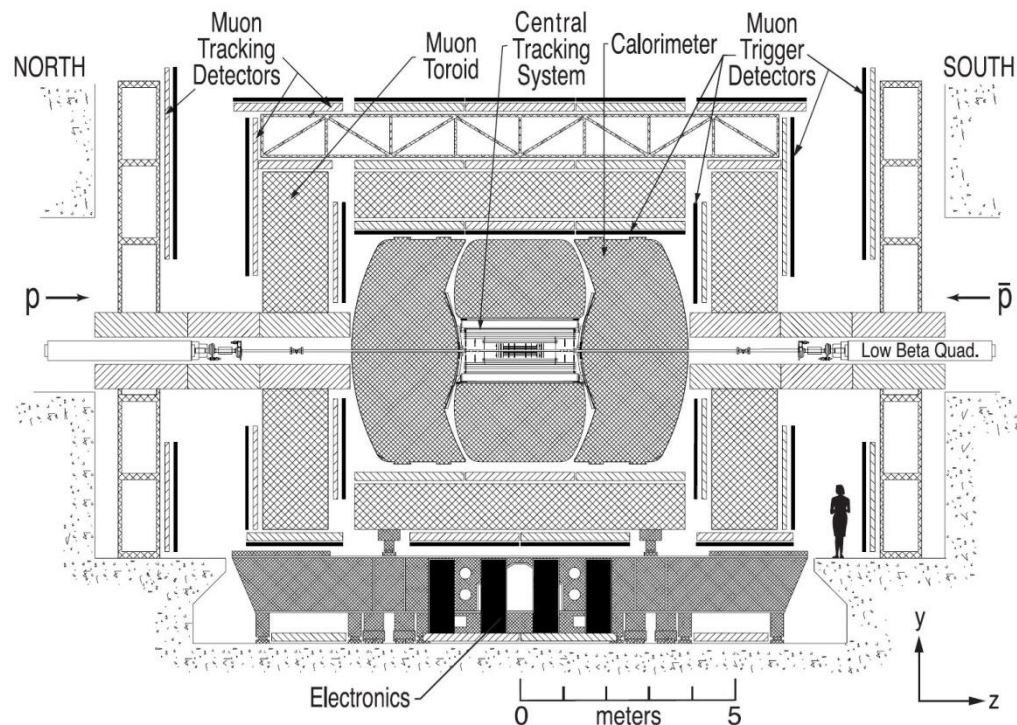 NORTH
Muon
Tracking
Detectors
Muon
Toroid
Central
Tracking
System
Calorimeter
Muon
Trigger
Detectors
SOUTH
p
p̄
Low Beta Quad.
Electronics
0 meters 5
y
z